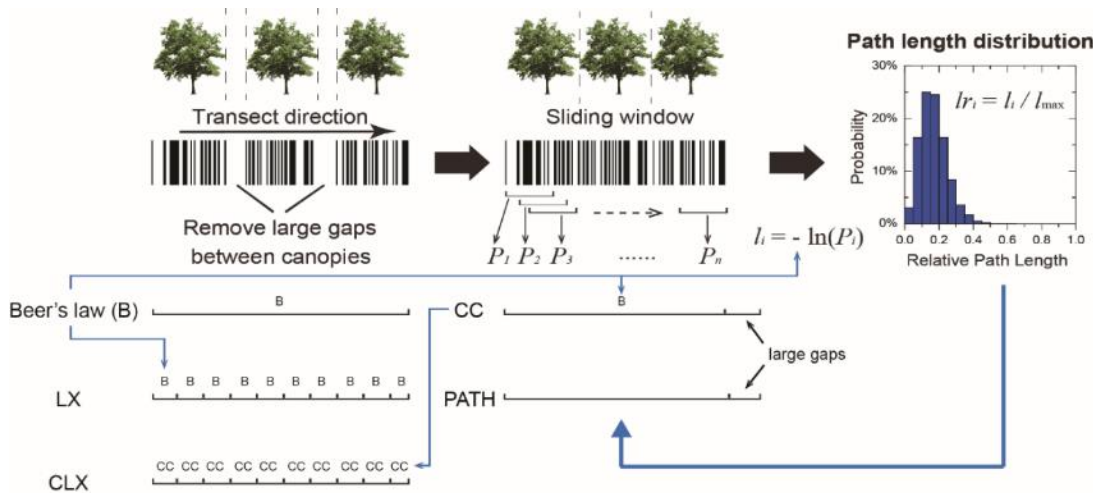 Path length distribution
Transect direction
Sliding window
30%
20%
10%
0%
Probability
lrᵢ = lᵢ / lmax
0.0 0.2 0.4 0.6 0.8 1.0
Relative Path Length
Remove large gaps
between canopies
P₁ P₂ P₃ ...... Pₙ
lᵢ = - ln(Pᵢ)
Beer's law (B)
B
CC
B
large gaps
LX
B B B B B B B B B B
PATH
CLX
CC CC CC CC CC CC CC CC CC CC